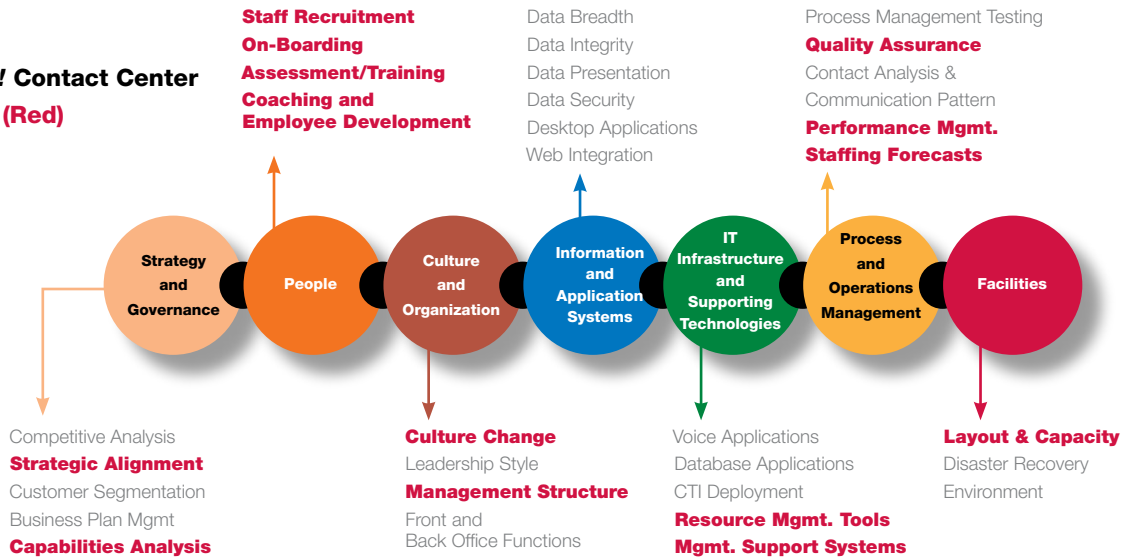 ! Contact Center
(Red)
Staff Recruitment
On-Boarding
Assessment/Training
Coaching and
Employee Development
Data Breadth
Data Integrity
Data Presentation
Data Security
Desktop Applications
Web Integration
Process Management Testing
Quality Assurance
Contact Analysis &
Communication Pattern
Performance Mgmt.
Staffing Forecasts
Strategy
and
Governance
People
Culture
and
Organization
Information
and
Application
Systems
IT
Infrastructure
and
Supporting
Technologies
Process
and
Operations
Management
Facilities
Competitive Analysis
Strategic Alignment
Customer Segmentation
Business Plan Mgmt
Capabilities Analysis
Culture Change
Leadership Style
Management Structure
Front and
Back Office Functions
Voice Applications
Database Applications
CTI Deployment
Resource Mgmt. Tools
Mgmt. Support Systems
Layout & Capacity
Disaster Recovery
Environment